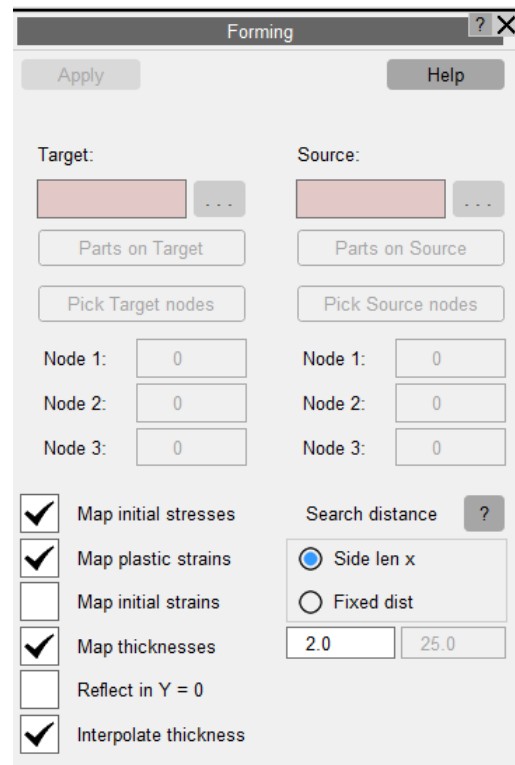 Forming
?
Apply
Help
Target:
Source:
...
...
Parts on Target
Parts on Source
Pick Target nodes
Pick Source nodes
Node 1:
0
Node 1:
0
Node 2:
0
Node 2:
0
Node 3:
0
Node 3:
0
Map initial stresses
Map plastic strains
Map initial strains
Map thicknesses
Reflect in Y = 0
Interpolate thickness
Search distance
?
Side len x
Fixed dist
2.0
25.0